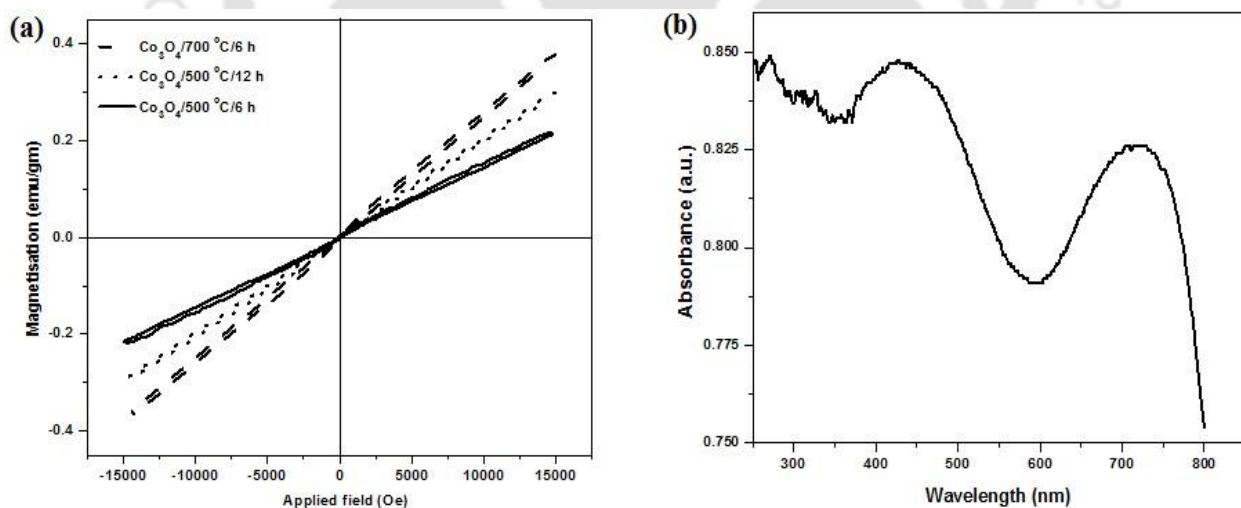 (a)
0.4
0.2
0.0
-0.2
-0.4
Magnetisation (emu/gm)
Co₃O₄/700 °C/6 h
Co₃O₄/500 °C/12 h
Co₃O₄/500 °C/6 h
-15000 -10000 -5000 0 5000 10000 15000
Applied field (Oe)
(b)
0.850
0.825
0.800
0.775
0.750
Absorbance (a.u.)
300 400 500 600 700 800
Wavelength (nm)